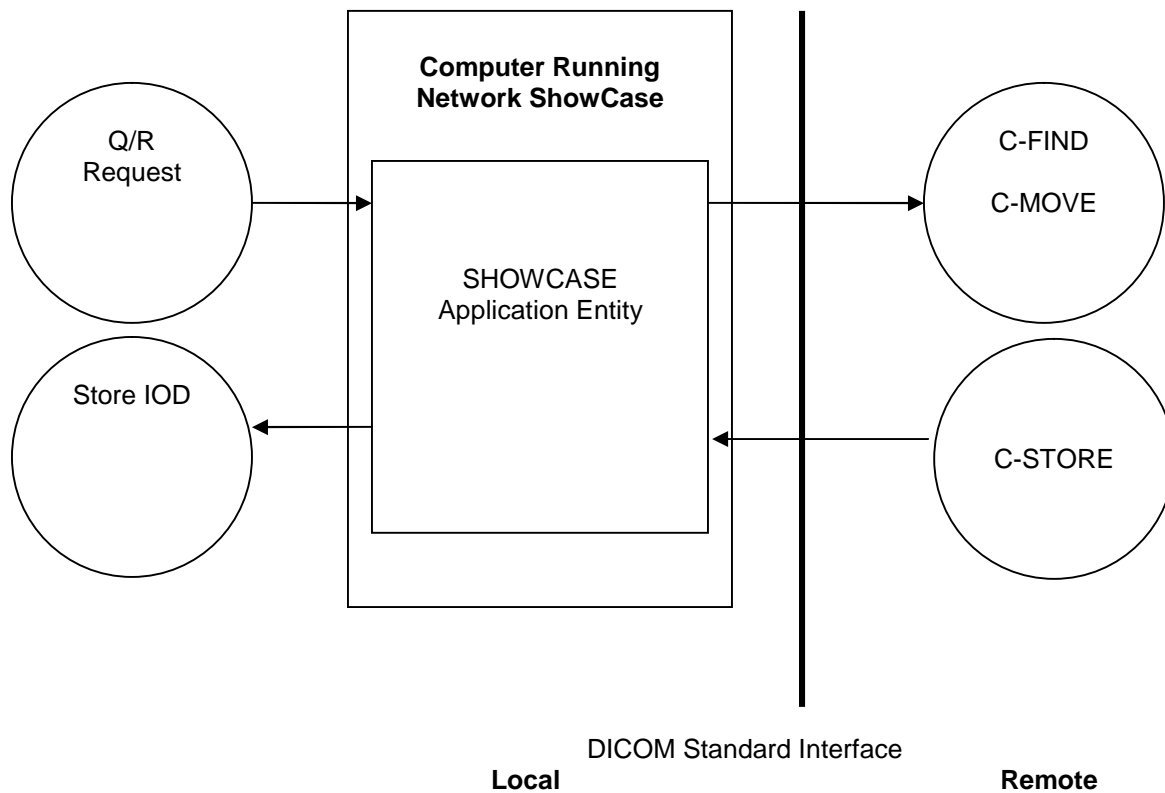 Computer Running
Network ShowCase
Q/R
Request
C-FIND
C-MOVE
SHOWCASE
Application Entity
Store IOD
C-STORE
DICOM Standard Interface
Local
Remote